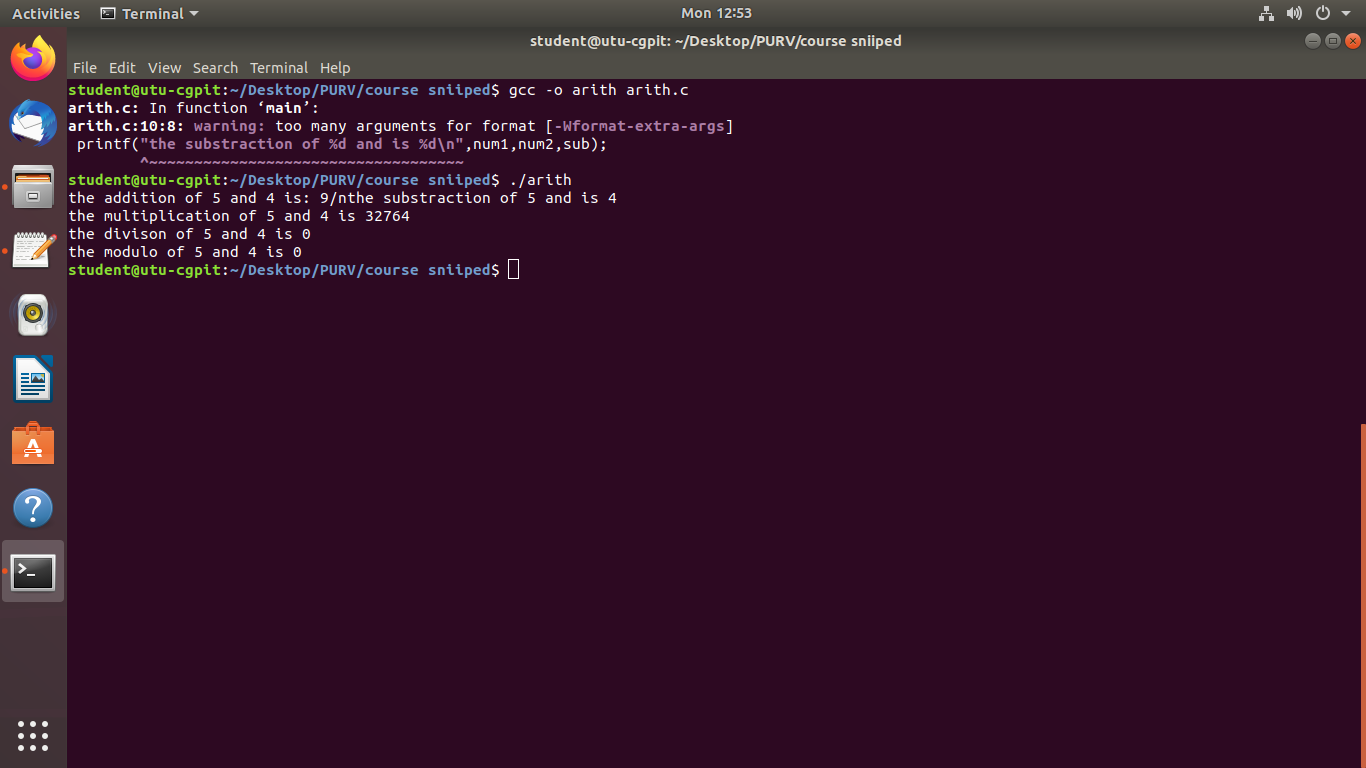 Activities Terminal Mon 12:53
student@utu-cgpit: ~/Desktop/PURV/course sniiped
File Edit View Search Terminal Help
student@utu-cgpit:~/Desktop/PURV/course sniiped$ gcc -o arith arith.c
arith.c: In function ‘main’:
arith.c:10:8: warning: too many arguments for format [-Wformat-extra-args]
 printf("the substraction of %d and is %d\n",num1,num2,sub);
        ^~~~~~~~~~~~~~~~~~~~~~~~~~~~~~~~~~~~
student@utu-cgpit:~/Desktop/PURV/course sniiped$ ./arith
the addition of 5 and 4 is: 9/nthe substraction of 5 and is 4
the multiplication of 5 and 4 is 32764
the divison of 5 and 4 is 0
the modulo of 5 and 4 is 0
student@utu-cgpit:~/Desktop/PURV/course sniiped$